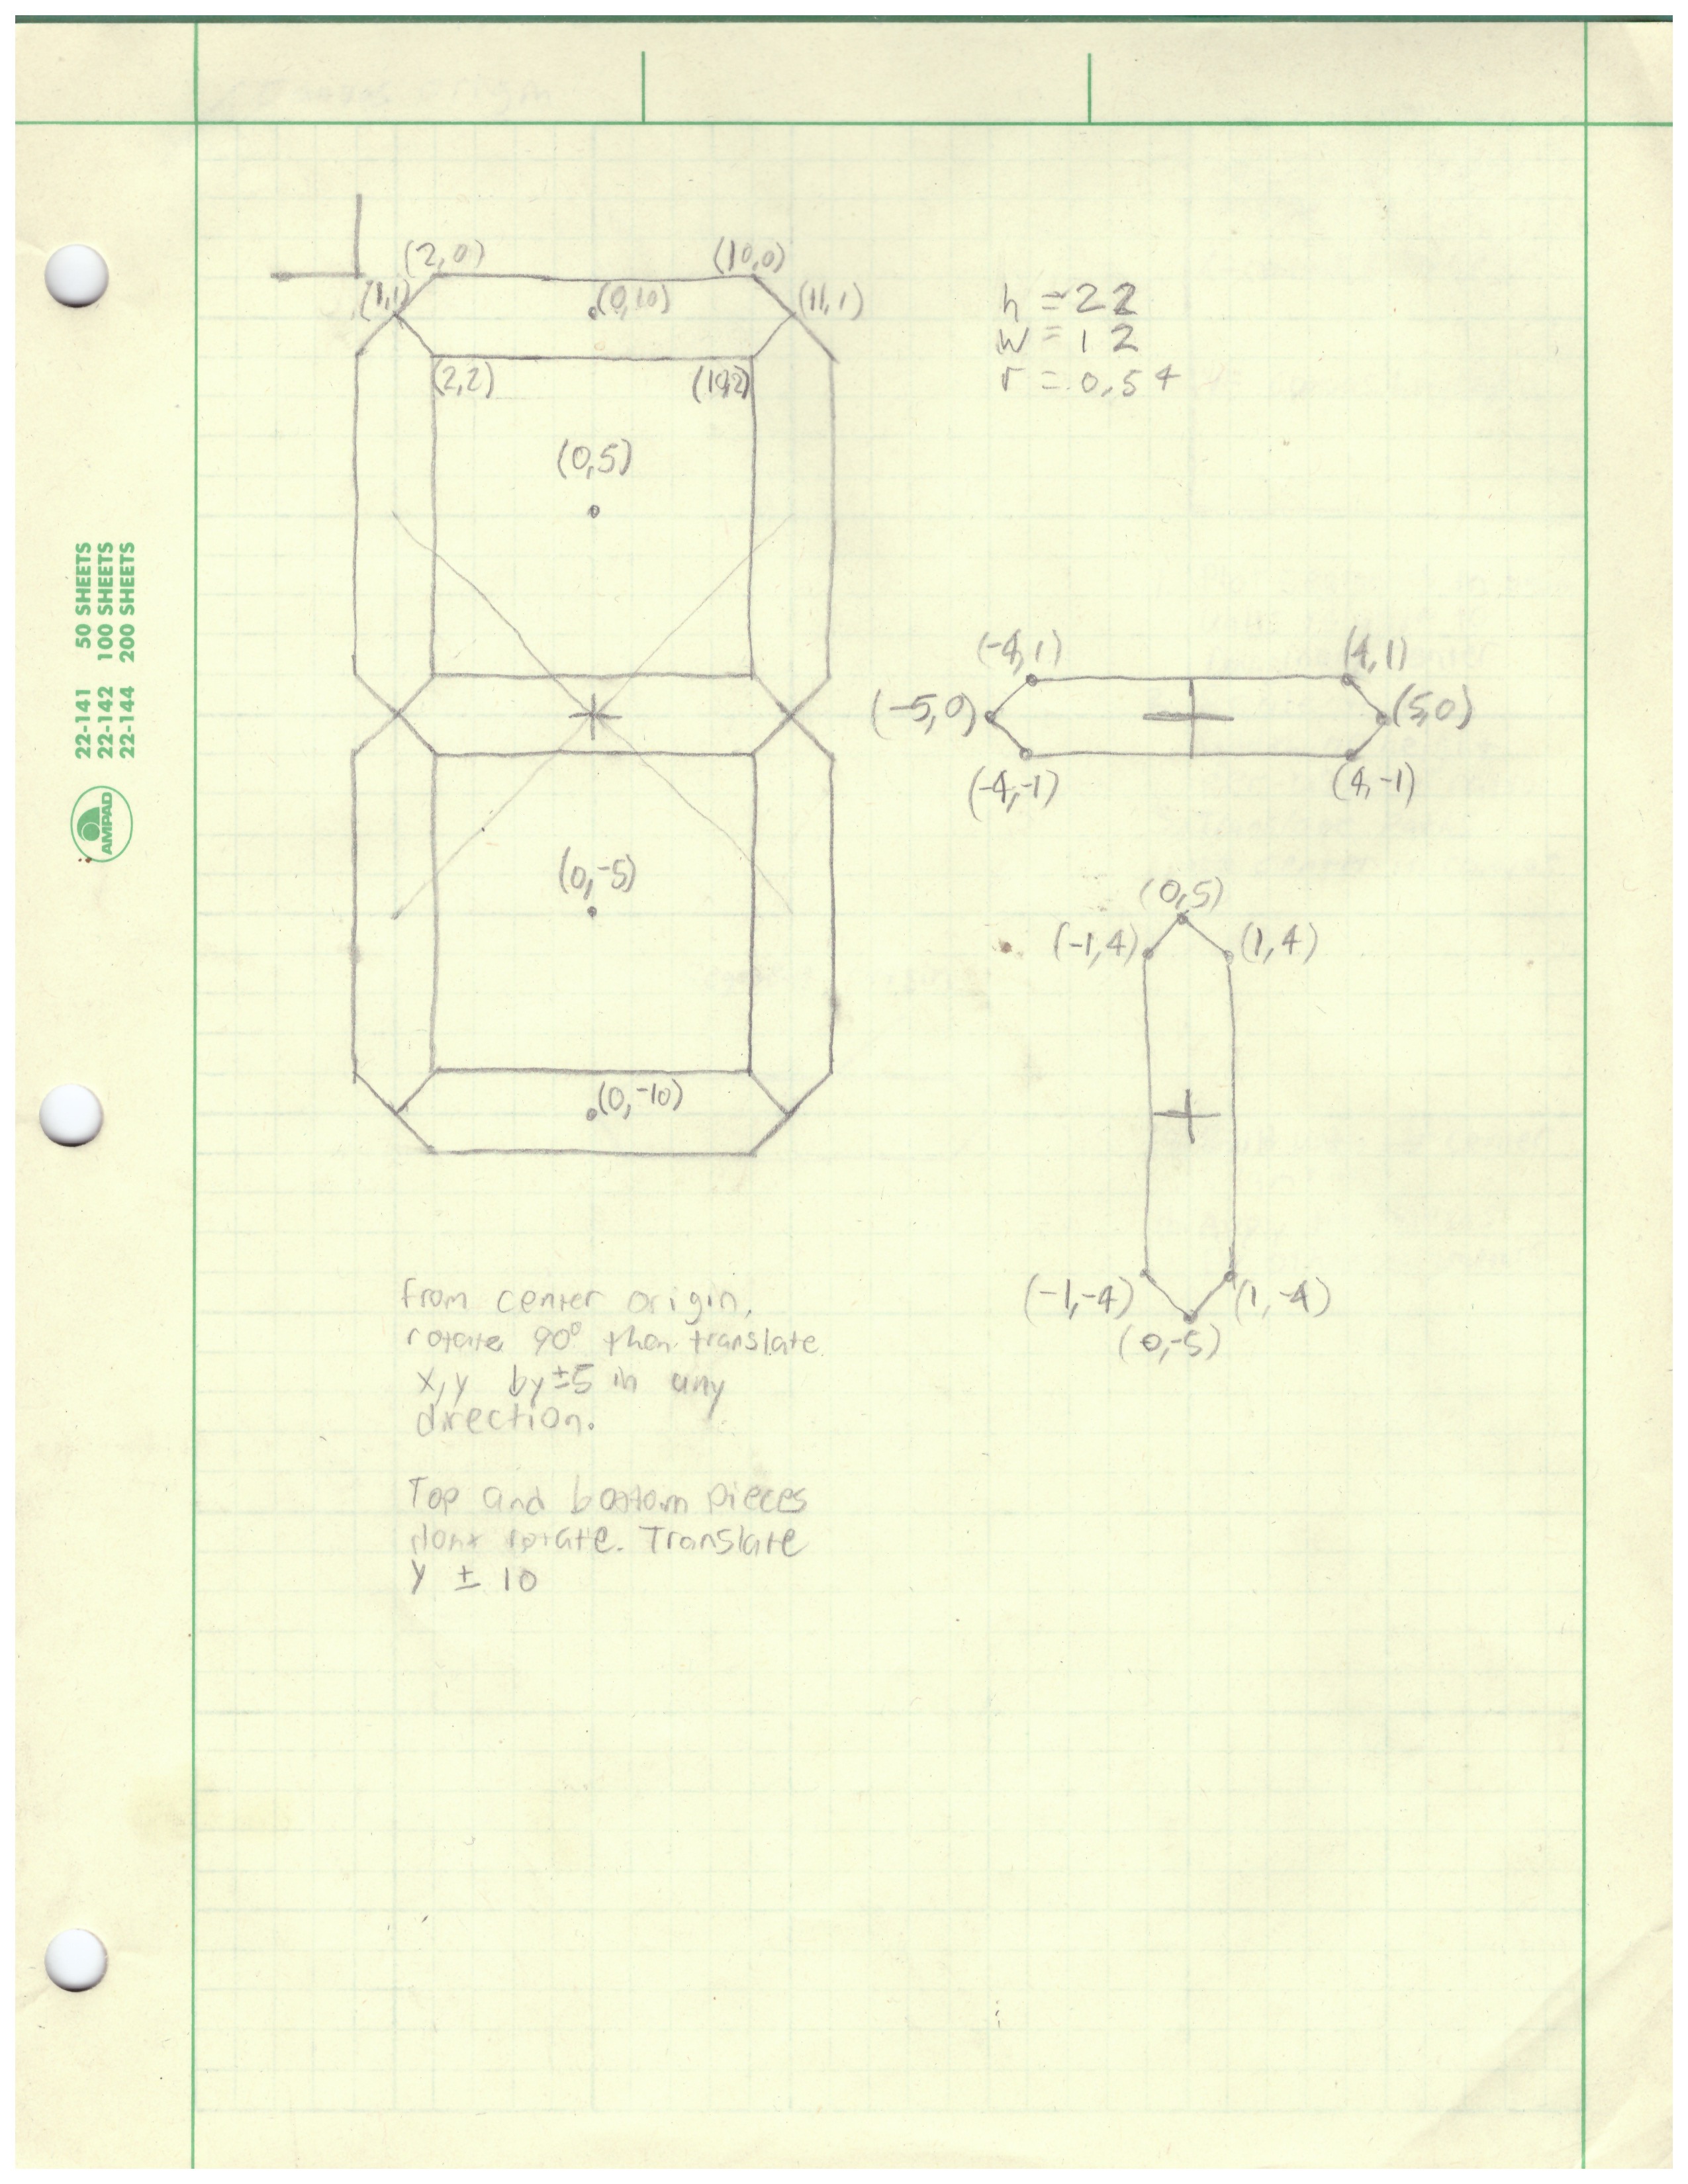 (2,0)
(10,0)
(1,1)
(0,10)
(11,1)
(2,2)
(10,2)
h = 22
w = 12
r = 0.54
(0,5)
(-4,1)
(4,1)
(-5,0)
(5,0)
(-4,-1)
(4,-1)
(0,-5)
(0,5)
(-1,4)
(1,4)
(0,-10)
(-1,-4)
(1,-4)
(0,-5)
from center origin,
rotate 90° then translate
x,y by ±5 in any
direction.
Top and bottom pieces
dont rotate. Translate
y ± 10
22-141 50 SHEETS
22-142 100 SHEETS
22-144 200 SHEETS
AMPAD